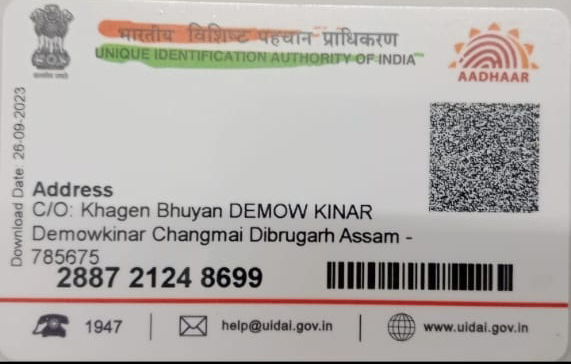 भारतीय विशिष्ट पहचान प्राधिकरण
UNIQUE IDENTIFICATION AUTHORITY OF INDIA
AADHAAR
Download Date: 26-09-2023
Address
C/O: Khagen Bhuyan DEMOW KINAR
Demowkinar Changmai Dibrugarh Assam -
785675
2887 2124 8699
1947
help@uidai.gov.in
www.uidai.gov.in